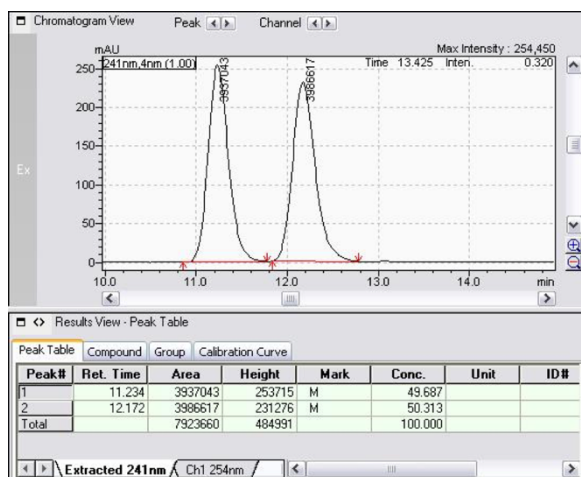 Chromatogram View Peak Channel
mAU
Max Intensity : 254,450
241nm,4nm (1.00)
Time 13.425 Inten. 0.320
250
200
150
100
50
0
3937043
3986617
Ex
10.0 11.0 12.0 13.0 14.0 min
Results View - Peak Table
Peak Table Compound Group Calibration Curve
Peak# Ret. Time Area Height Mark Conc. Unit ID#
1 11.234 3937043 253715 M 49.687
2 12.172 3986617 231276 M 50.313
Total 7923660 484991 100.000
Extracted 241nm Ch1 254nm